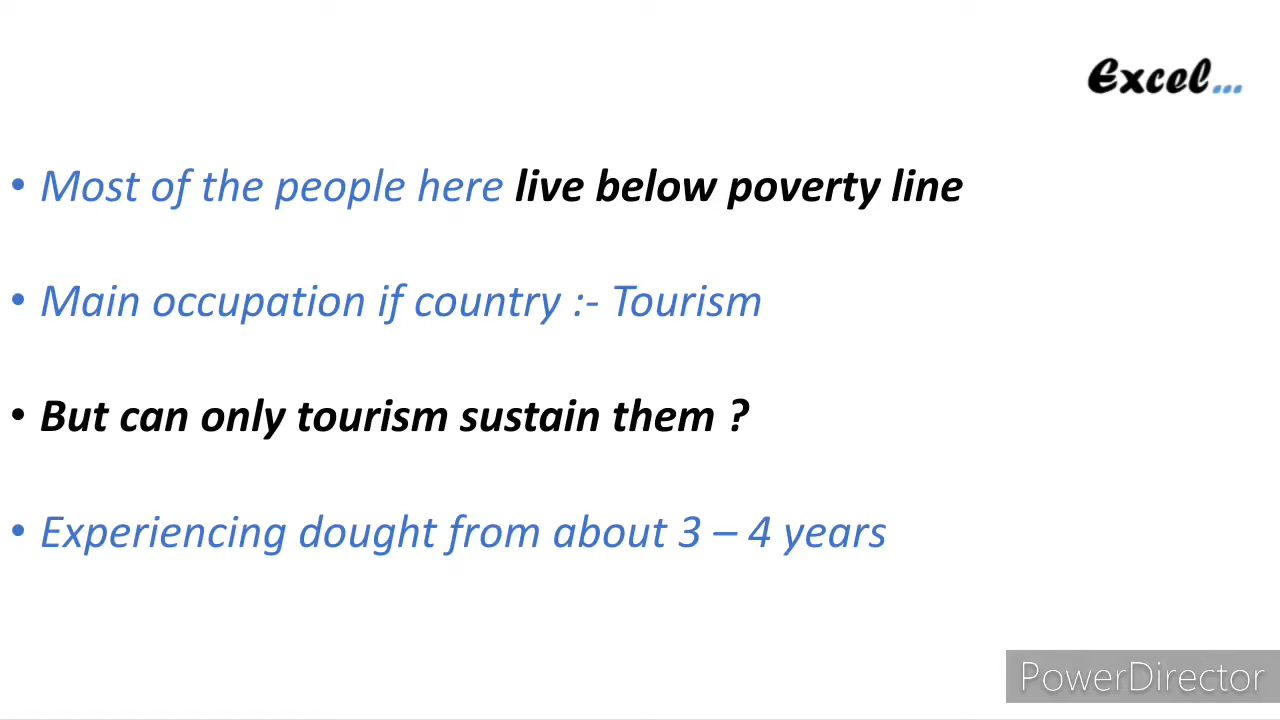 Excel...
• Most of the people here live below poverty line
• Main occupation if country :- Tourism
• But can only tourism sustain them ?
• Experiencing dought from about 3 – 4 years
PowerDirector